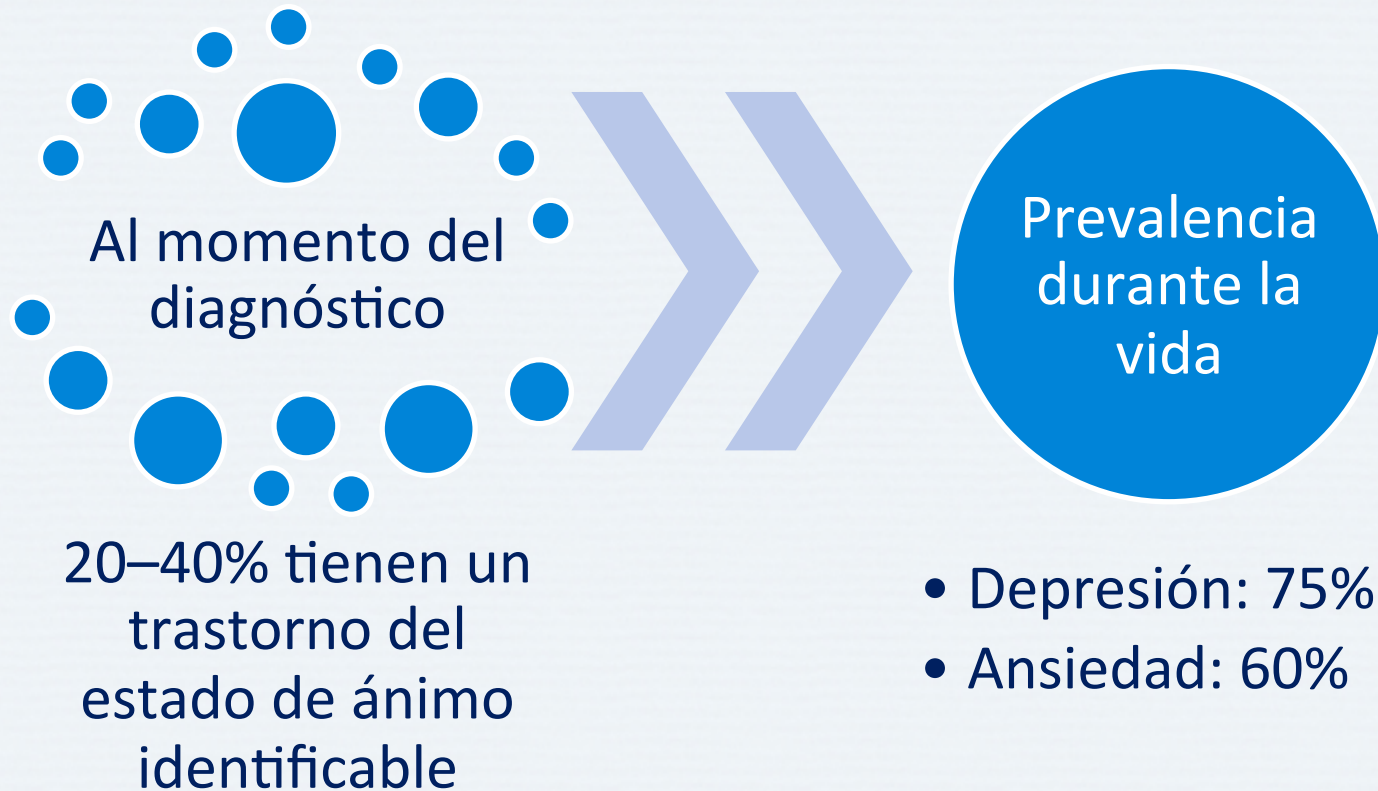 Al momento del
diagnóstico
20–40% tienen un
trastorno del
estado de ánimo
identificable
Prevalencia
durante la
vida
• Depresión: 75%
• Ansiedad: 60%